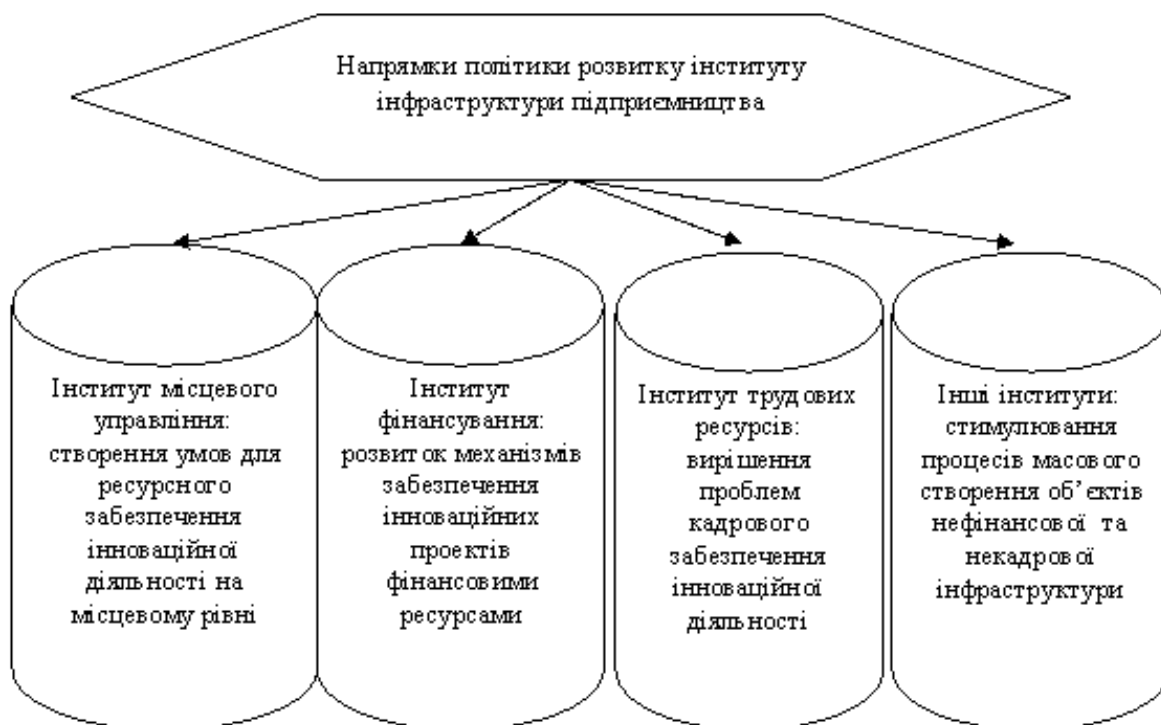 Напрямки політики розвитку інституту
інфраструктури підприємництва
Інститут місцевого
управління:
створення умов для
ресурсного
забезпечення
інноваційної
діяльності на
місцевому рівні
Інститут
фінансування:
розвиток механізмів
забезпечення
інноваційних
проектів
фінансовими
ресурсами
Інститут трудових
ресурсів:
вирішення
проблем
кадрового
забезпечення
інноваційної
діяльності
Інші інститути:
стимулювання
процесів масового
створення об’єктів
нефінансової та
некадрової
інфраструктури